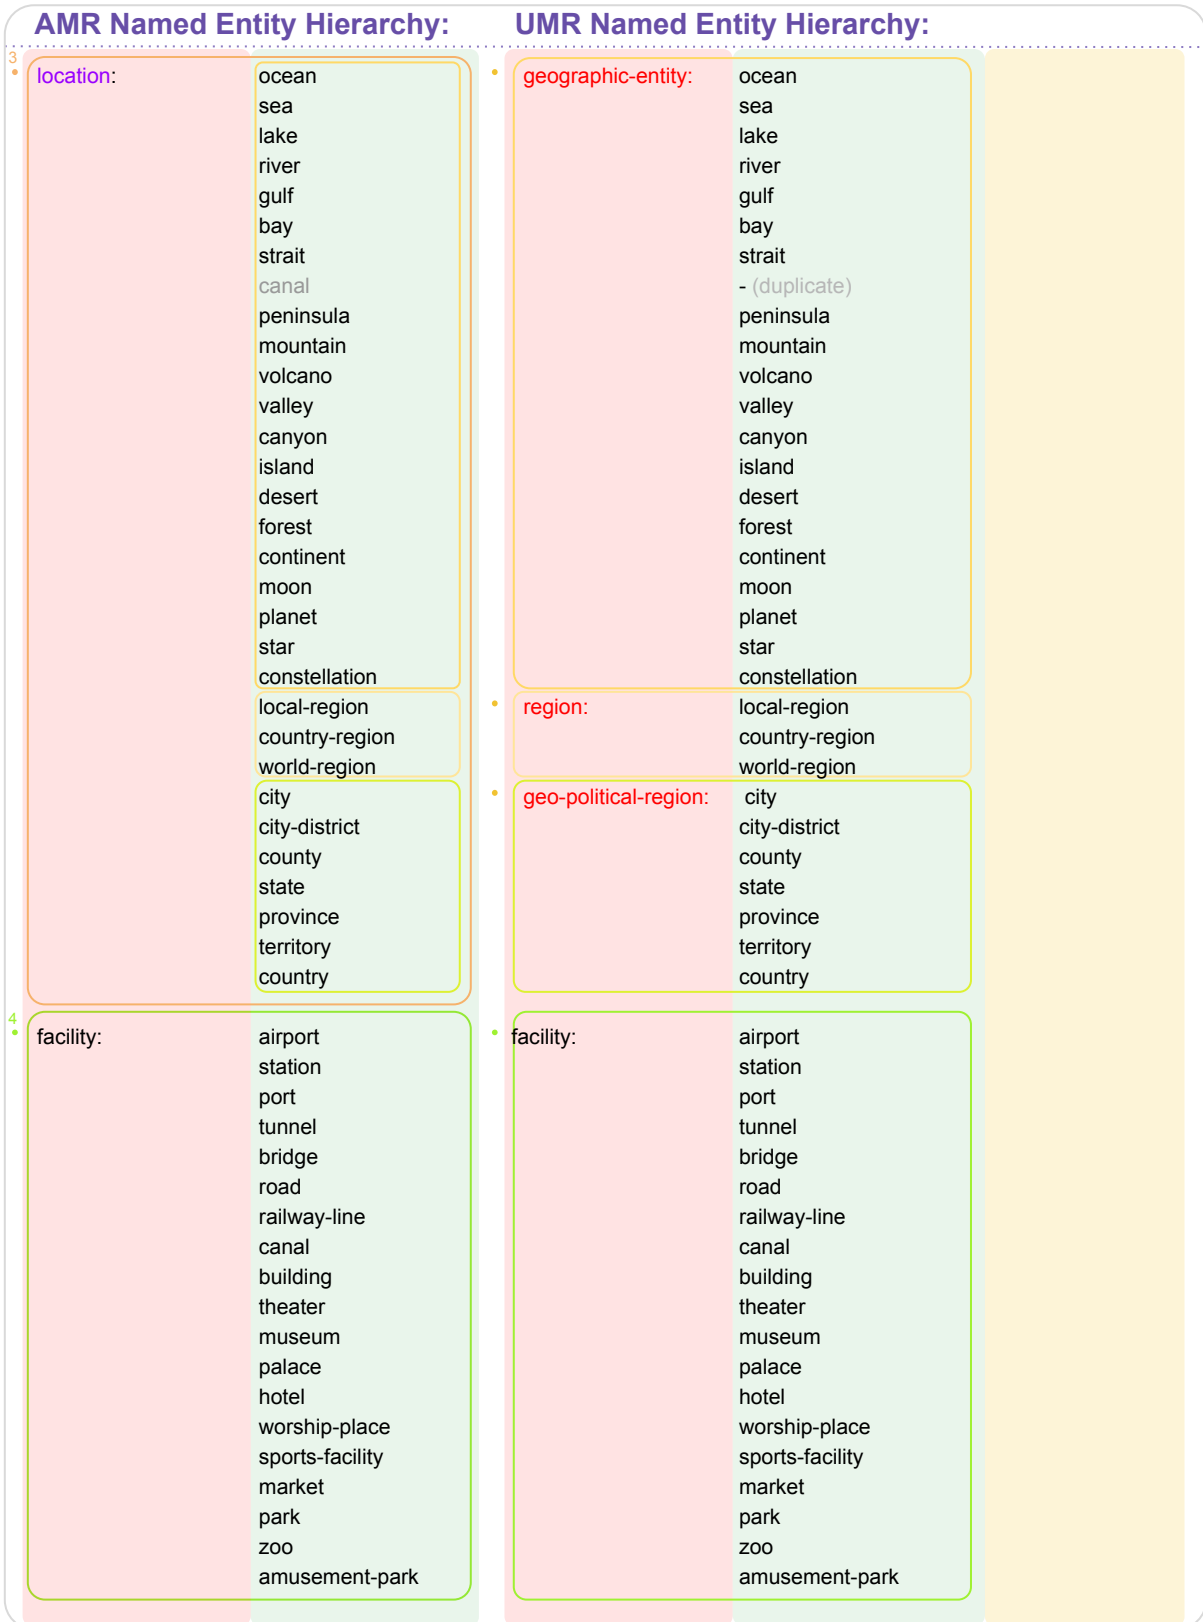 AMR Named Entity Hierarchy: UMR Named Entity Hierarchy:
3
• location: ocean • geographic-entity: ocean
sea sea
lake lake
river river
gulf gulf
bay bay
strait strait
canal - (duplicate)
peninsula peninsula
mountain mountain
volcano volcano
valley valley
canyon canyon
island island
desert desert
forest forest
continent continent
moon moon
planet planet
star star
constellation constellation
local-region • region: local-region
country-region country-region
world-region world-region
city • geo-political-region: city
city-district city-district
county county
state state
province province
territory territory
country country
4
• facility: airport • facility: airport
station station
port port
tunnel tunnel
bridge bridge
road road
railway-line railway-line
canal canal
building building
theater theater
museum museum
palace palace
hotel hotel
worship-place worship-place
sports-facility sports-facility
market market
park park
zoo zoo
amusement-park amusement-park